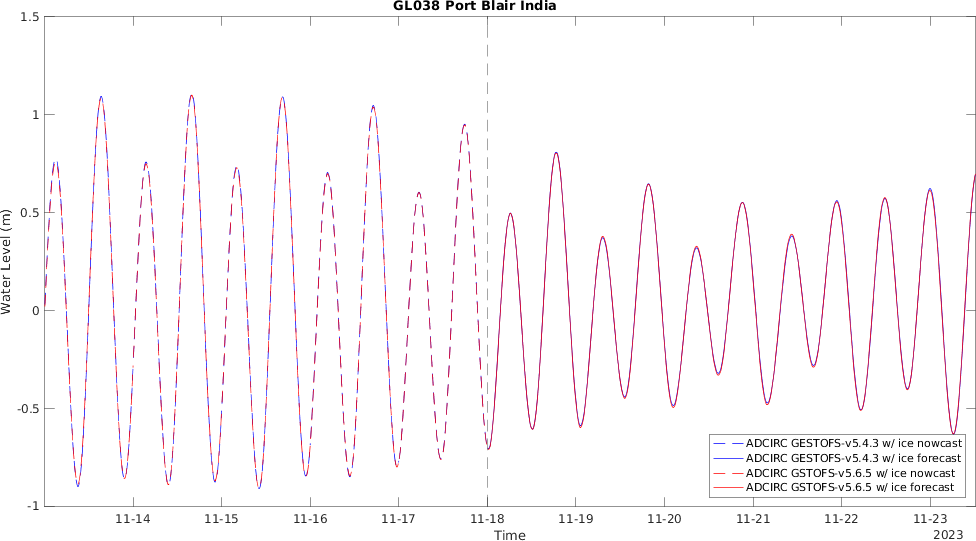 GL038 Port Blair India
1.5
1
0.5
0
-0.5
-1
Water Level (m)
ADCIRC GESTOFS-v5.4.3 w/ ice nowcast
ADCIRC GESTOFS-v5.4.3 w/ ice forecast
ADCIRC GSTOFS-v5.6.5 w/ ice nowcast
ADCIRC GSTOFS-v5.6.5 w/ ice forecast
11-14 11-15 11-16 11-17 11-18 11-19 11-20 11-21 11-22 11-23
Time
2023